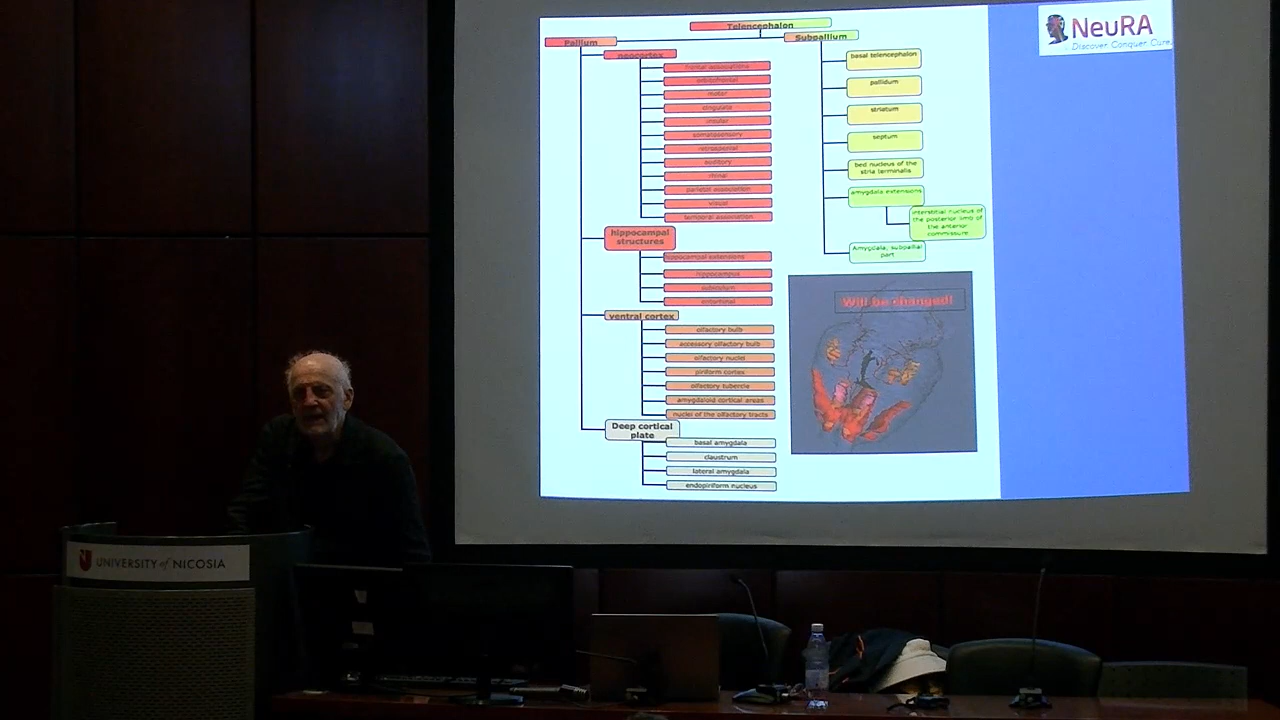 Telencephalon
Pallium
Subpallium
neocortex
frontal associations
orbitofrontal
motor
cingulate
insular
somatosensory
retrosplenial
auditory
rhinal
parietal association
visual
temporal association
hippocampal
structures
hippocampal extensions
hippocampus
subiculum
entorhinal
ventral cortex
olfactory bulb
accessory olfactory bulb
olfactory nuclei
piriform cortex
olfactory tubercle
amygdaloid cortical areas
nuclei of the olfactory tracts
Deep cortical
plate
basal amygdala
claustrum
lateral amygdala
endopiriform nucleus
basal telencephalon
pallidum
striatum
septum
bed nucleus of the
stria terminalis
amygdala extensions
interstitial nucleus of
the posterior limb of
the anterior
commissure
Amygdala, subpallial
part
Will be changed!
NeuRA
Discover. Conquer. Cure.
UNIVERSITY of NICOSIA